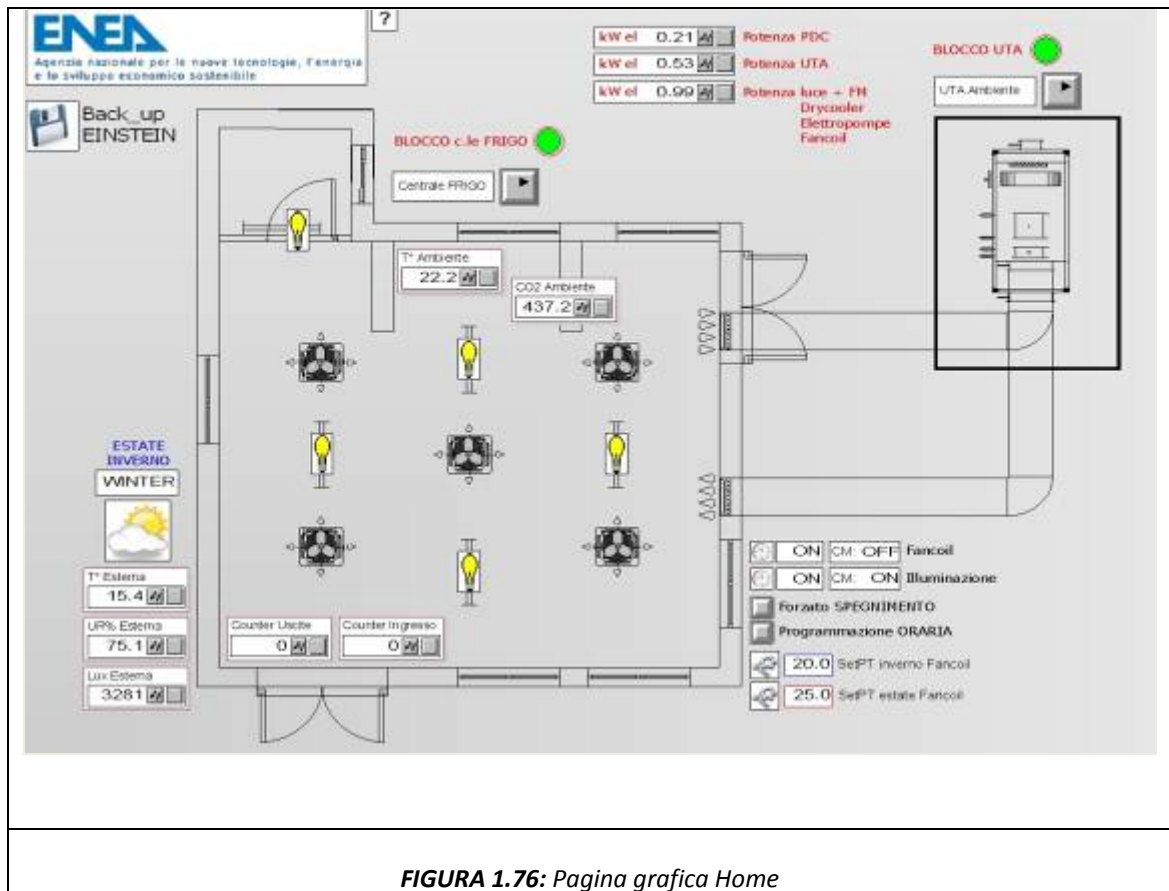 ENEA
Agenzia nazionale per le nuove tecnologie, l'energia
e lo sviluppo economico sostenibile
?
Back_up
EINSTEIN
kW el 0.21 Potenza PDC
kW el 0.53 Potenza UTA
kW el 0.99 Potenza luce + FM
Drycooler
Elettropompe
Fancoil
BLOCCO UTA
UTA Ambiente
BLOCCO c.le FRIGO
Centrale FRIGO
T° Ambiente
22.2
CO2 Ambiente
437.2
ESTATE
INVERNO
WINTER
T° Esterna
15.4
UR% Esterna
75.1
Lux Esterna
3281
Counter Uscite
0
Counter Ingresso
0
ON CM: OFF Fancoil
ON CM: ON Illuminazione
Forzato SPEGNIMENTO
Programmazione ORARIA
20.0 SetPT inverno Fancoil
25.0 SetPT estate Fancoil
FIGURA 1.76: Pagina grafica Home